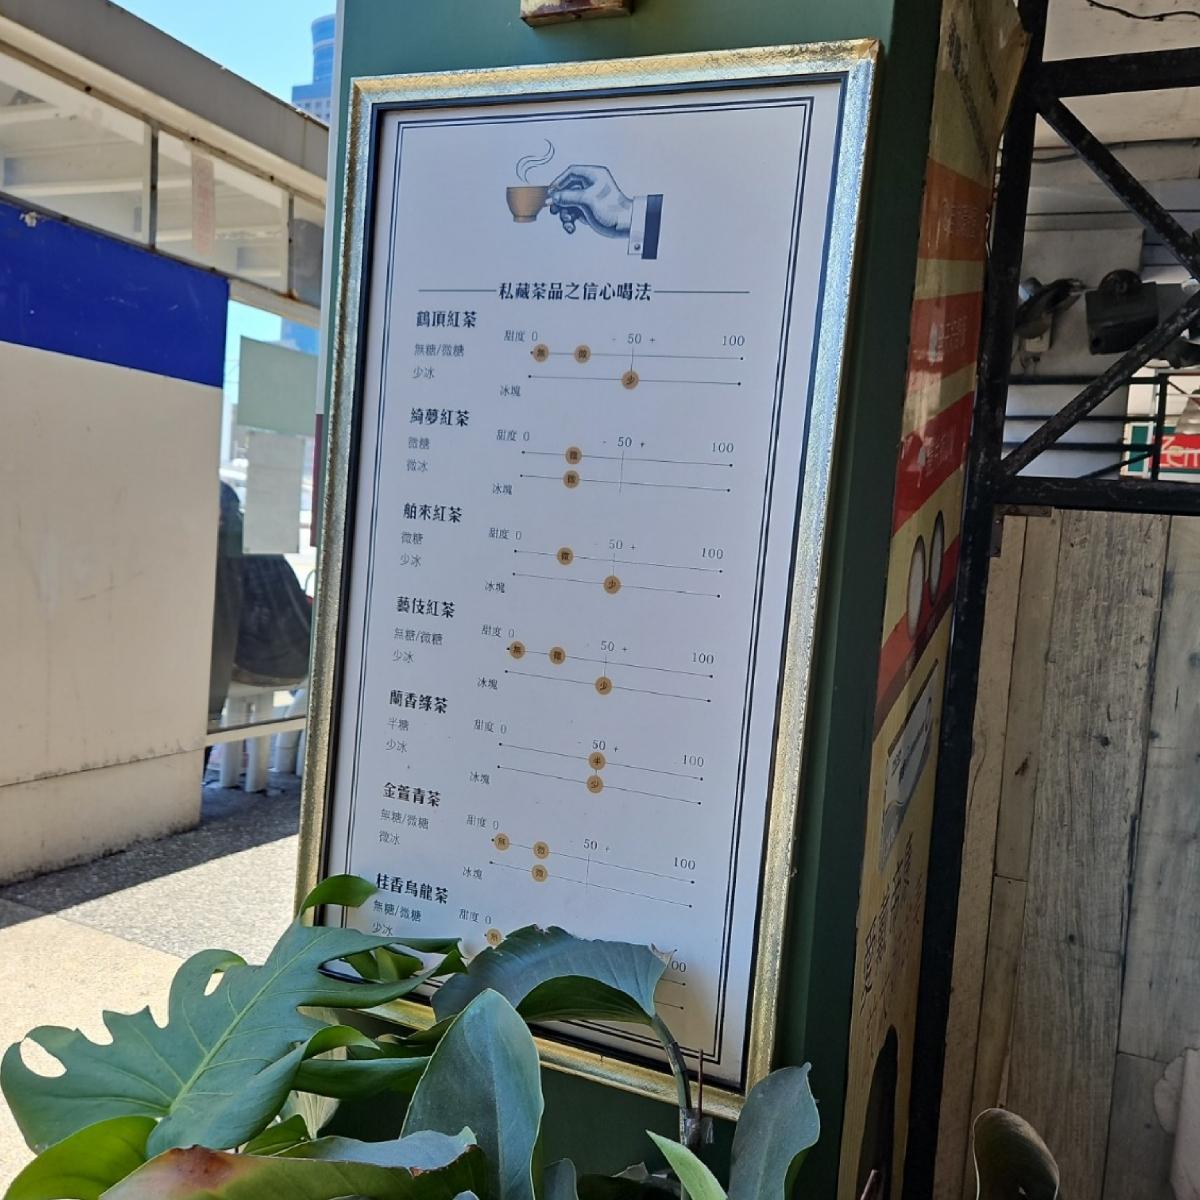 私藏茶品之信心喝法
鶴頂紅茶
無糖/微糖
少冰
甜度 0 - 50 + 100
無 微
冰塊
少
綺夢紅茶
微糖
微冰
甜度 0 - 50 + 100
微
冰塊
微
舶來紅茶
微糖
少冰
甜度 0 - 50 + 100
微
冰塊
少
藝伎紅茶
無糖/微糖
少冰
甜度 0 - 50 + 100
無 微
冰塊
少
蘭香綠茶
半糖
少冰
甜度 0 - 50 + 100
半
冰塊
少
金萱青茶
無糖/微糖
微冰
甜度 0 - 50 + 100
無 微
冰塊
微
桂香烏龍茶
無糖/微糖
少冰
甜度 0
無
00